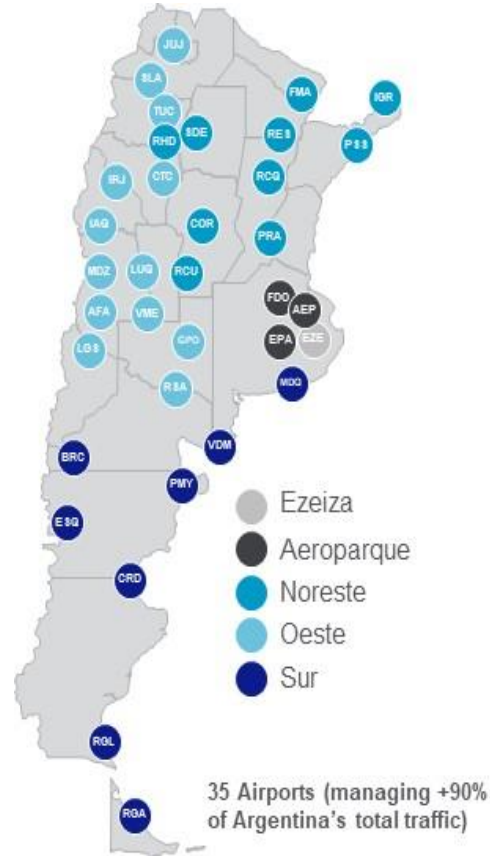 JUJ
SLA
TUC
FMA
IGR
RHD
SDE
RES
PSS
IRJ
CTC
RCQ
UAQ
COR
PRA
MDZ
LUQ
RCU
FDO
AEP
AFA
VME
GPO
EPA
EZE
LGS
RSA
MDQ
BRC
VDM
PMY
ESQ
CRD
RGL
RGA
Ezeiza
Aeroparque
Noreste
Oeste
Sur
35 Airports (managing +90%
of Argentina's total traffic)